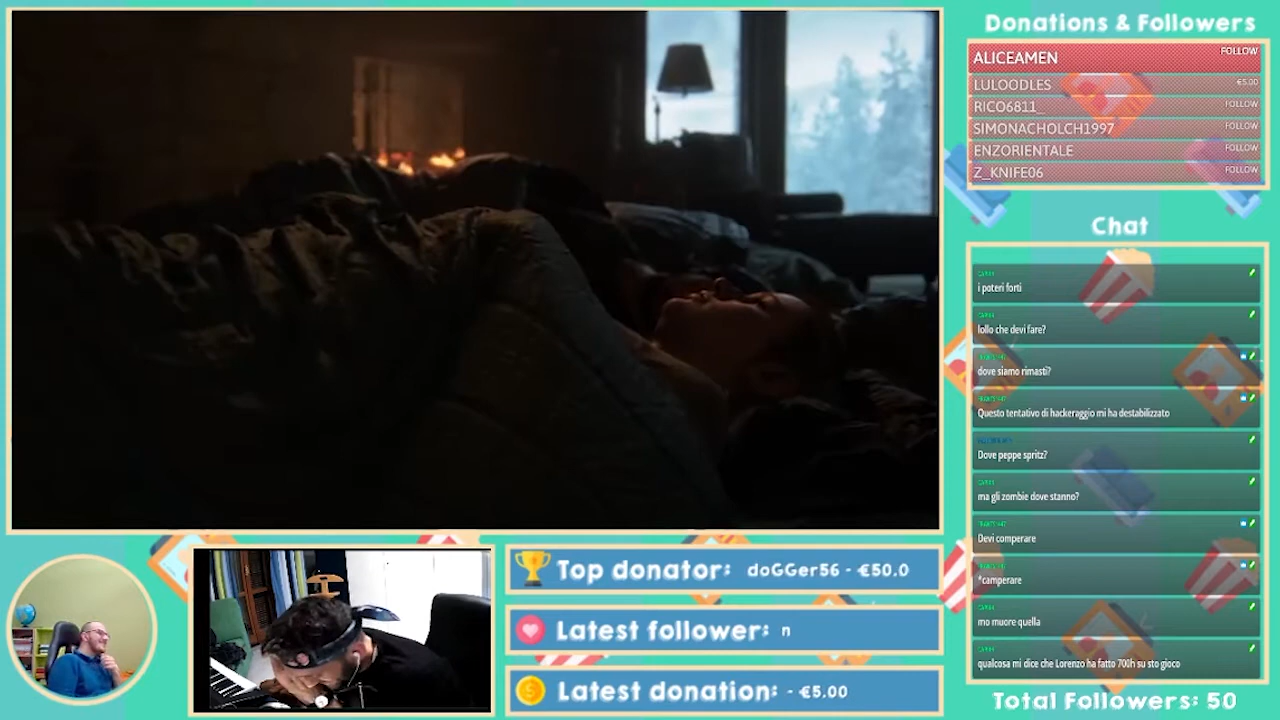 Donations & Followers
ALICEAMEN FOLLOW
LULOODLES €5.00
RICO6811_ FOLLOW
SIMONACHOLCH1997 FOLLOW
ENZORIENTALE FOLLOW
Z_KNIFE06 FOLLOW
Chat
i poteri forti
lollo che devi fare?
dove siamo rimasti?
Questo tentativo di hackeraggio mi ha destabilizzato
Dove peppe spritz?
ma gli zombie dove stanno?
Devi comperare
*camperare
mo muore quella
qualcosa mi dice che Lorenzo ha fatto 700h su sto gioco
Total Followers: 50
Top donator: doGGer56 - €50.0
Latest follower: n
Latest donation: - €5.00